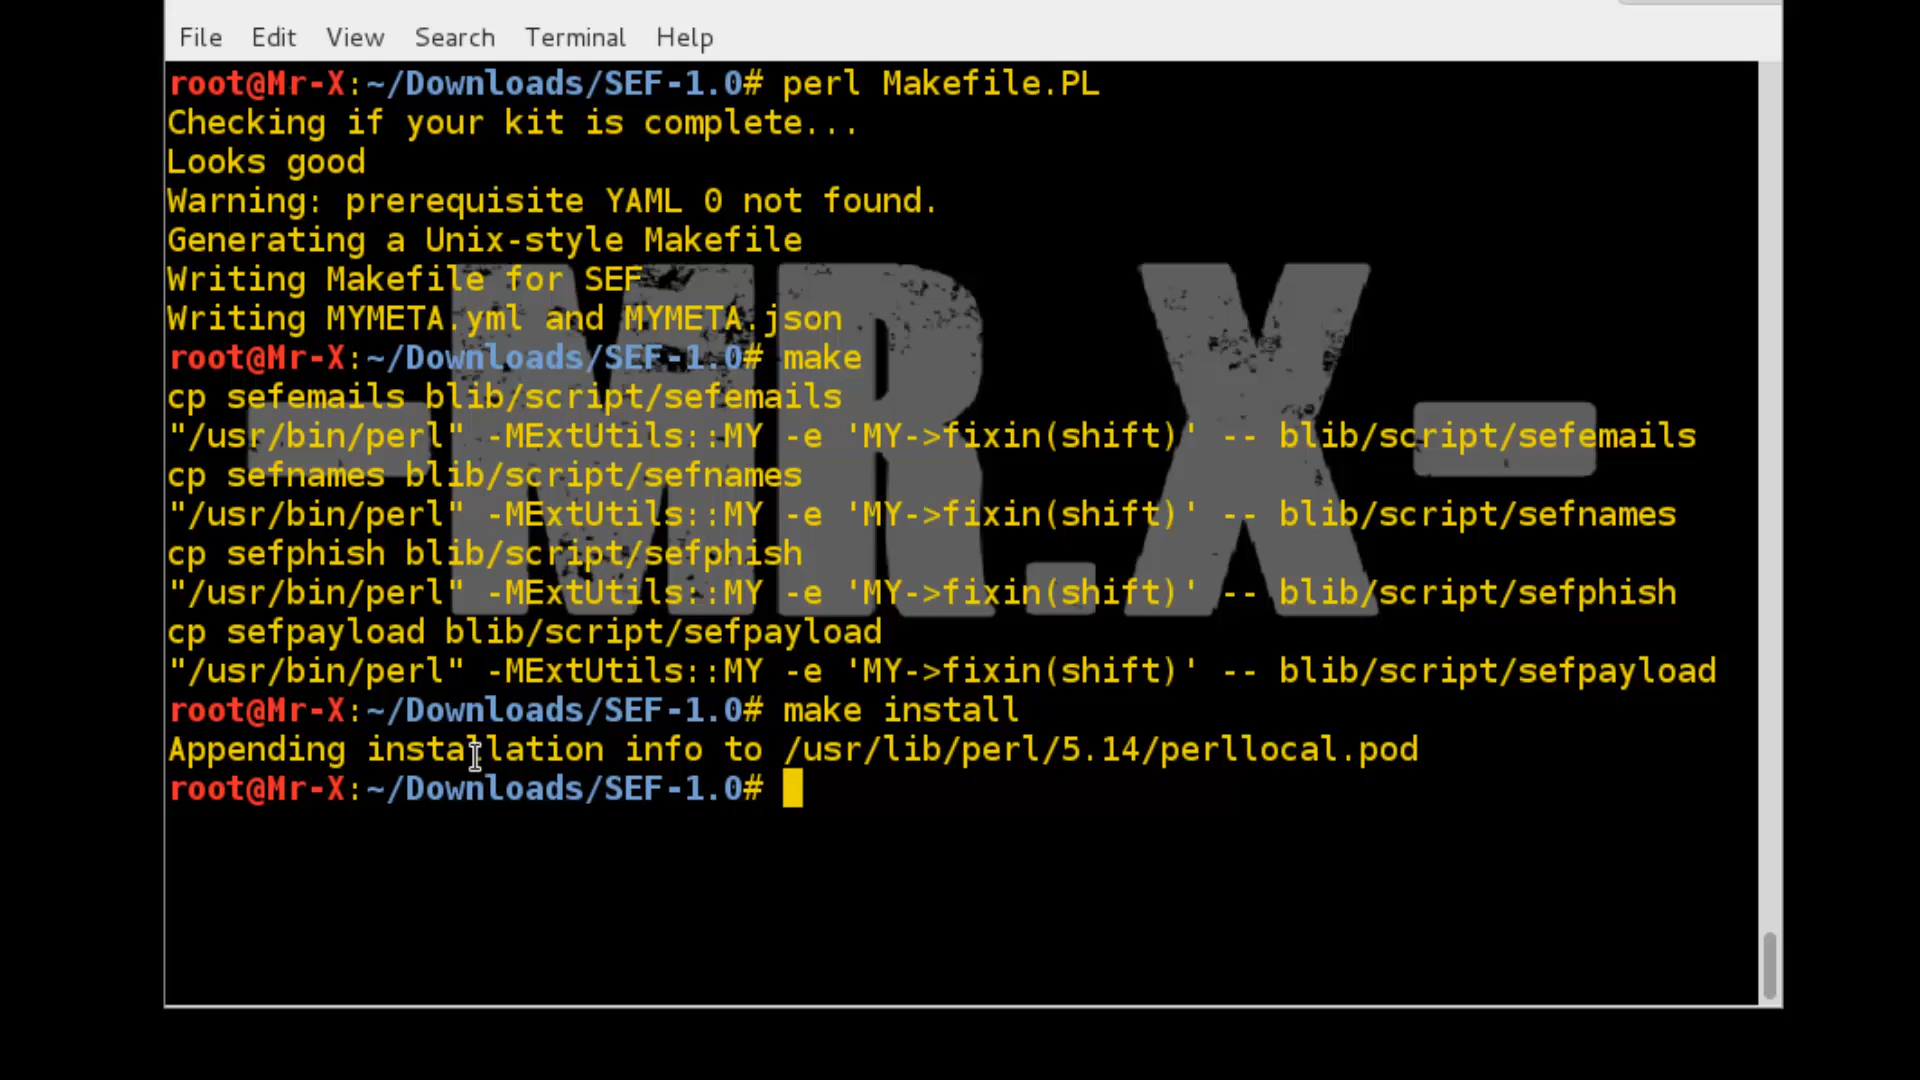 File Edit View Search Terminal Help
root@Mr-X:~/Downloads/SEF-1.0# perl Makefile.PL
Checking if your kit is complete...
Looks good
Warning: prerequisite YAML 0 not found.
Generating a Unix-style Makefile
Writing Makefile for SEF
Writing MYMETA.yml and MYMETA.json
root@Mr-X:~/Downloads/SEF-1.0# make
cp sefemails blib/script/sefemails
"/usr/bin/perl" -MExtUtils::MY -e 'MY->fixin(shift)' -- blib/script/sefemails
cp sefnames blib/script/sefnames
"/usr/bin/perl" -MExtUtils::MY -e 'MY->fixin(shift)' -- blib/script/sefnames
cp sefphish blib/script/sefphish
"/usr/bin/perl" -MExtUtils::MY -e 'MY->fixin(shift)' -- blib/script/sefphish
cp sefpayload blib/script/sefpayload
"/usr/bin/perl" -MExtUtils::MY -e 'MY->fixin(shift)' -- blib/script/sefpayload
root@Mr-X:~/Downloads/SEF-1.0# make install
Appending installation info to /usr/lib/perl/5.14/perllocal.pod
root@Mr-X:~/Downloads/SEF-1.0#
-MR.X-